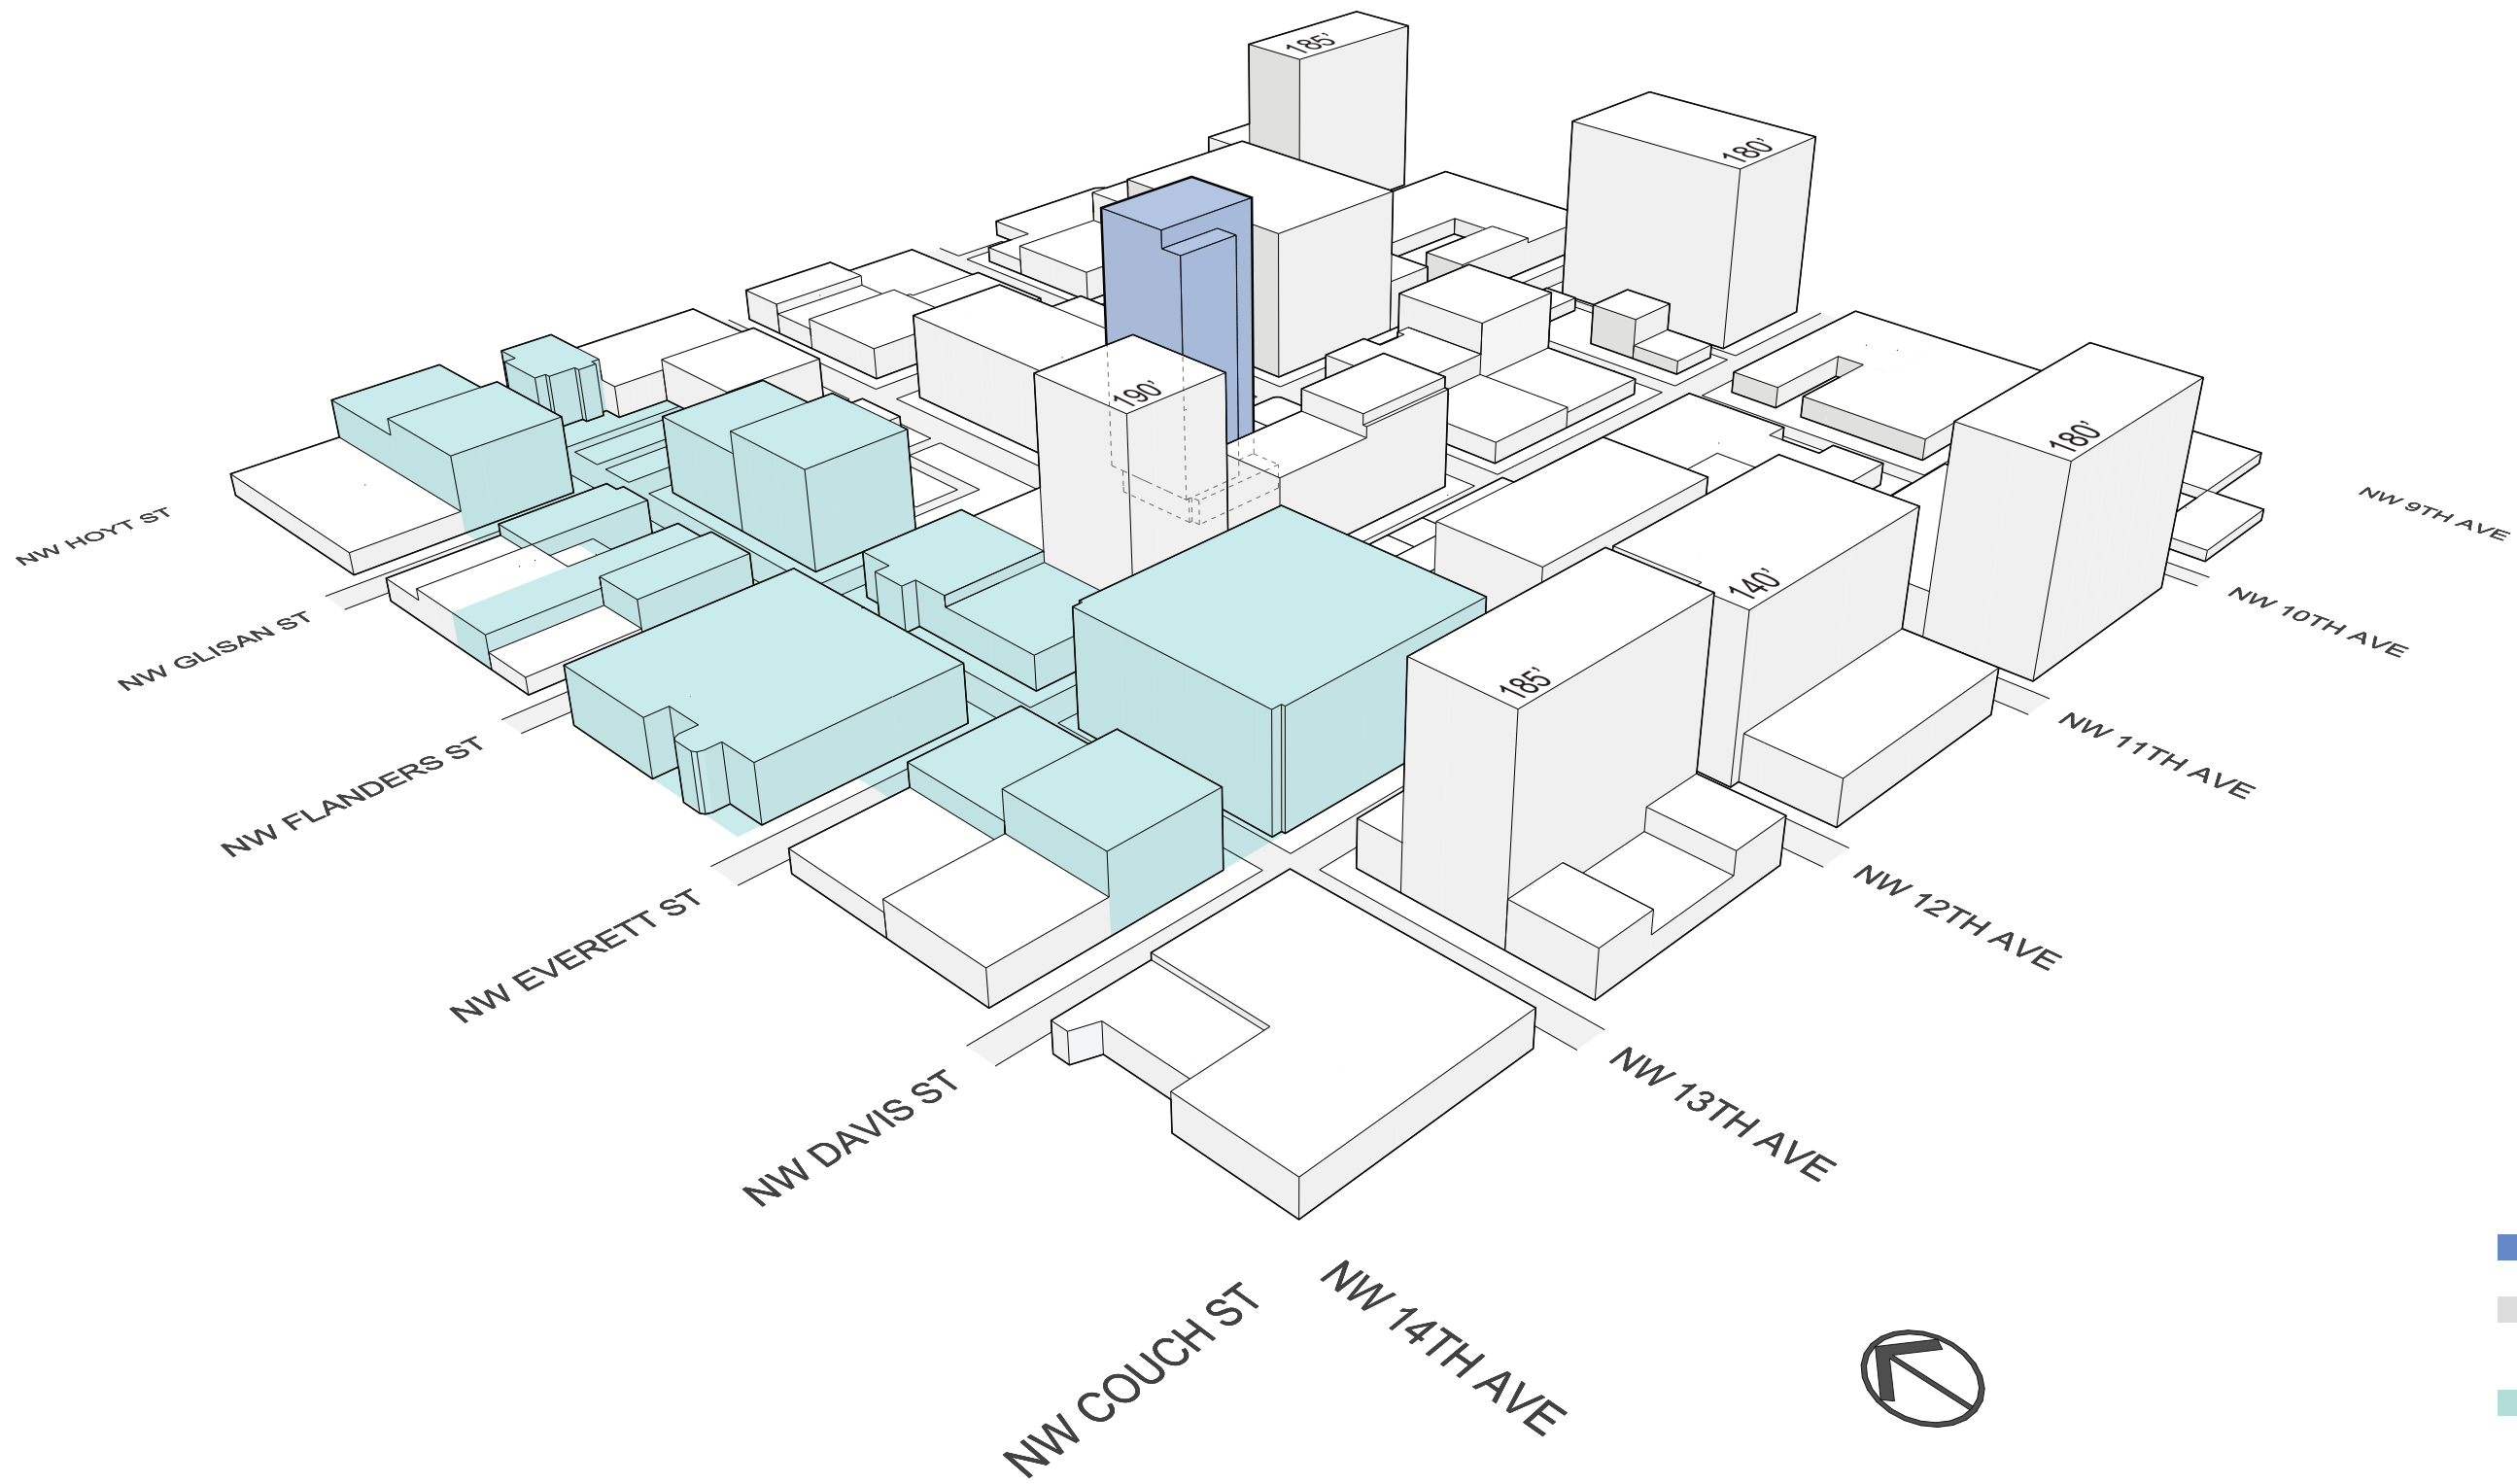 185'
180'
190'
180'
140'
185'
NW HOYT ST
NW GLISAN ST
NW FLANDERS ST
NW EVERETT ST
NW DAVIS ST
NW COUCH ST
NW 9TH AVE
NW 10TH AVE
NW 11TH AVE
NW 12TH AVE
NW 13TH AVE
NW 14TH AVE